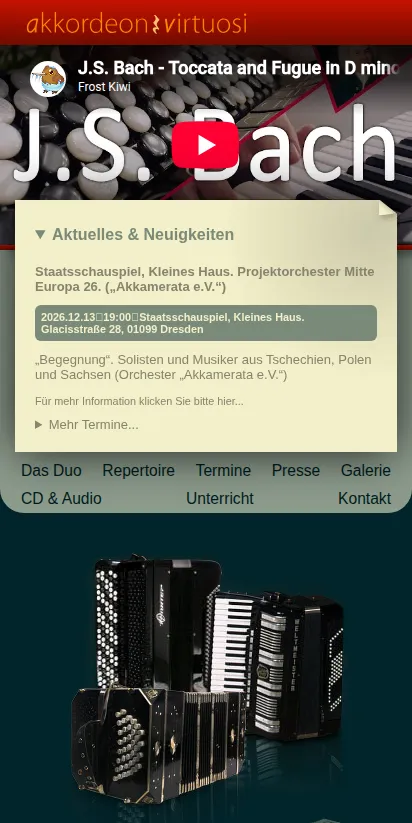 akkordeon virtuosi
J.S. Bach - Toccata and Fugue in D mino
Frost Kiwi
J.S. Bach
Aktuelles & Neuigkeiten
Staatsschauspiel, Kleines Haus. Projektorchester Mitte
Europa 26. („Akkamerata e.V.“)
2026.12.13□19:00□Staatsschauspiel, Kleines Haus.
Glacisstraße 28, 01099 Dresden
„Begegnung“. Solisten und Musiker aus Tschechien, Polen
und Sachsen (Orchester „Akkamerata e.V.“)
Für mehr Information klicken Sie bitte hier...
Mehr Termine...
Das Duo Repertoire Termine Presse Galerie
CD & Audio Unterricht Kontakt
WELTMEISTER